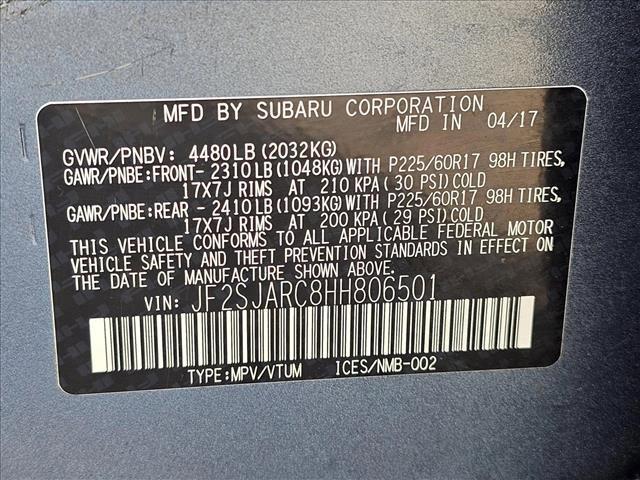 MFD BY SUBARU CORPORATION
MFD IN 04/17
GVWR/PNBV: 4480LB(2032KG)
GAWR/PNBE:FRONT- 2310LB(1048KG)WITH P225/60R17 98H TIRES,
17X7J RIMS AT 210 KPA(30 PSI)COLD
GAWR/PNBE:REAR - 2410LB(1093KG)WITH P225/60R17 98H TIRES,
17X7J RIMS AT 200 KPA(29 PSI)COLD
THIS VEHICLE CONFORMS TO ALL APPLICABLE FEDERAL MOTOR
VEHICLE SAFETY AND THEFT PREVENTION STANDARDS IN EFFECT ON
THE DATE OF MANUFACTURE SHOWN ABOVE.
VIN: JF2SJARC8HH806501
TYPE:MPV/VTUM ICES/NMB-002